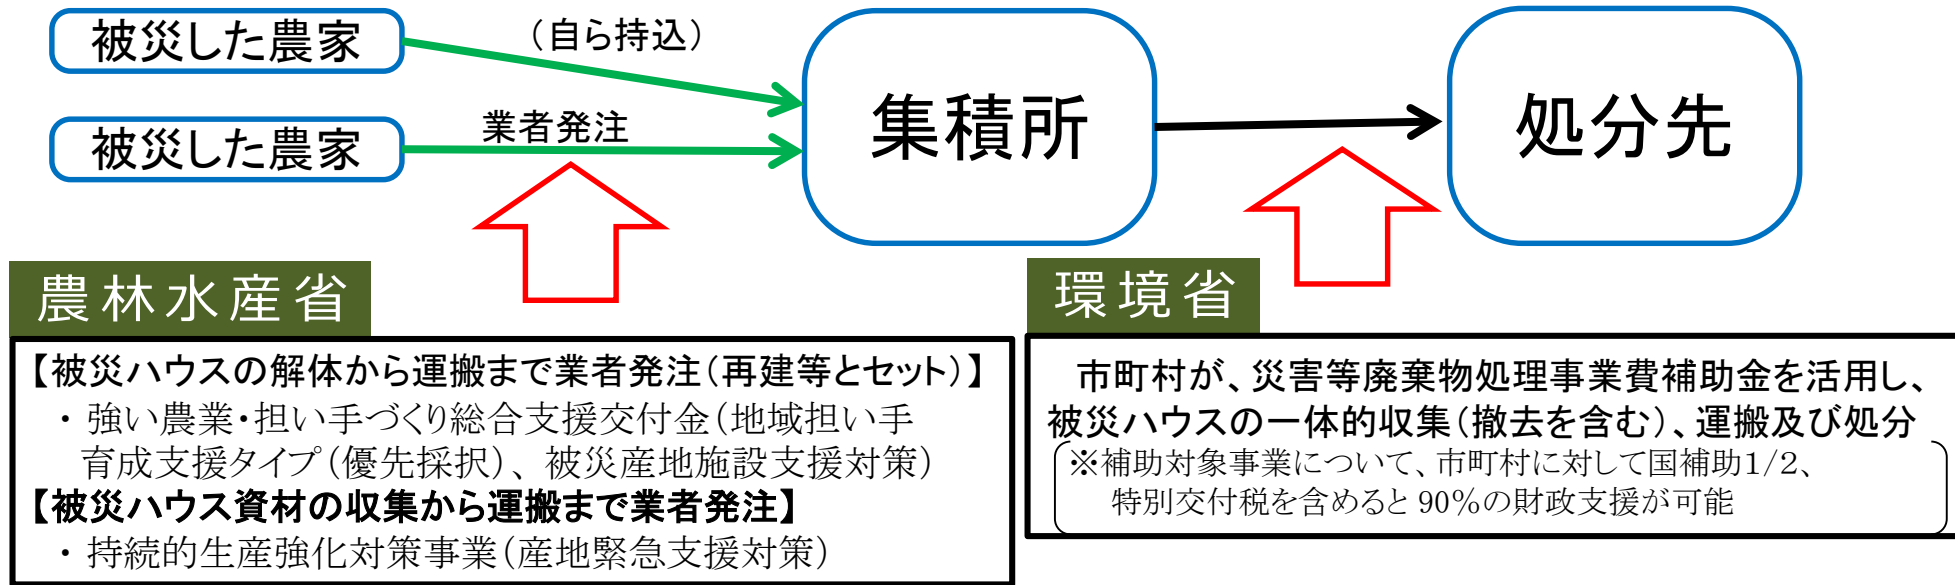 被災した農家
(自ら持込)
被災した農家
業者発注
集積所
処分先
農林水産省
【被災ハウスの解体から運搬まで業者発注(再建等とセット)】
・強い農業・担い手づくり総合支援交付金(地域担い手
育成支援タイプ(優先採択)、被災産地施設支援対策)
【被災ハウス資材の収集から運搬まで業者発注】
・持続的生産強化対策事業(産地緊急支援対策)
環境省
市町村が、災害等廃棄物処理事業費補助金を活用し、
被災ハウスの一体的収集(撤去を含む)、運搬及び処分
※補助対象事業について、市町村に対して国補助1/2、
特別交付税を含めると90%の財政支援が可能